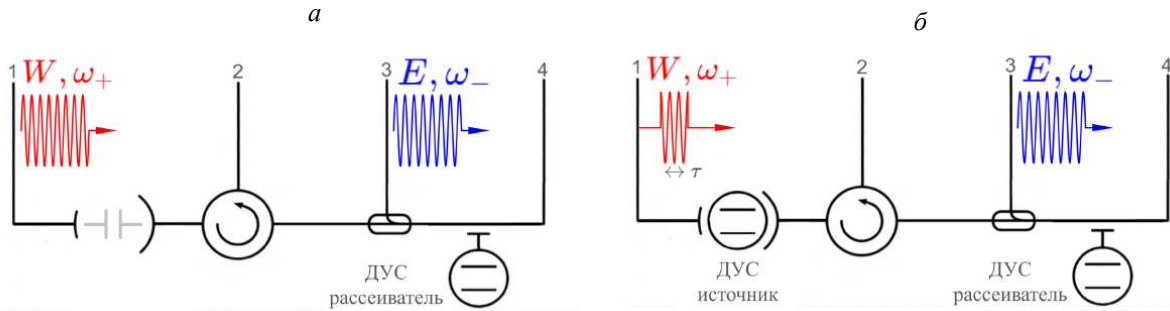 а
1 2 3 4
W, ω₊ E, ω₋
ДУС
рассеиватель
б
1 2 3 4
W, ω₊ E, ω₋
↔ τ
ДУС
источник
ДУС
рассеиватель